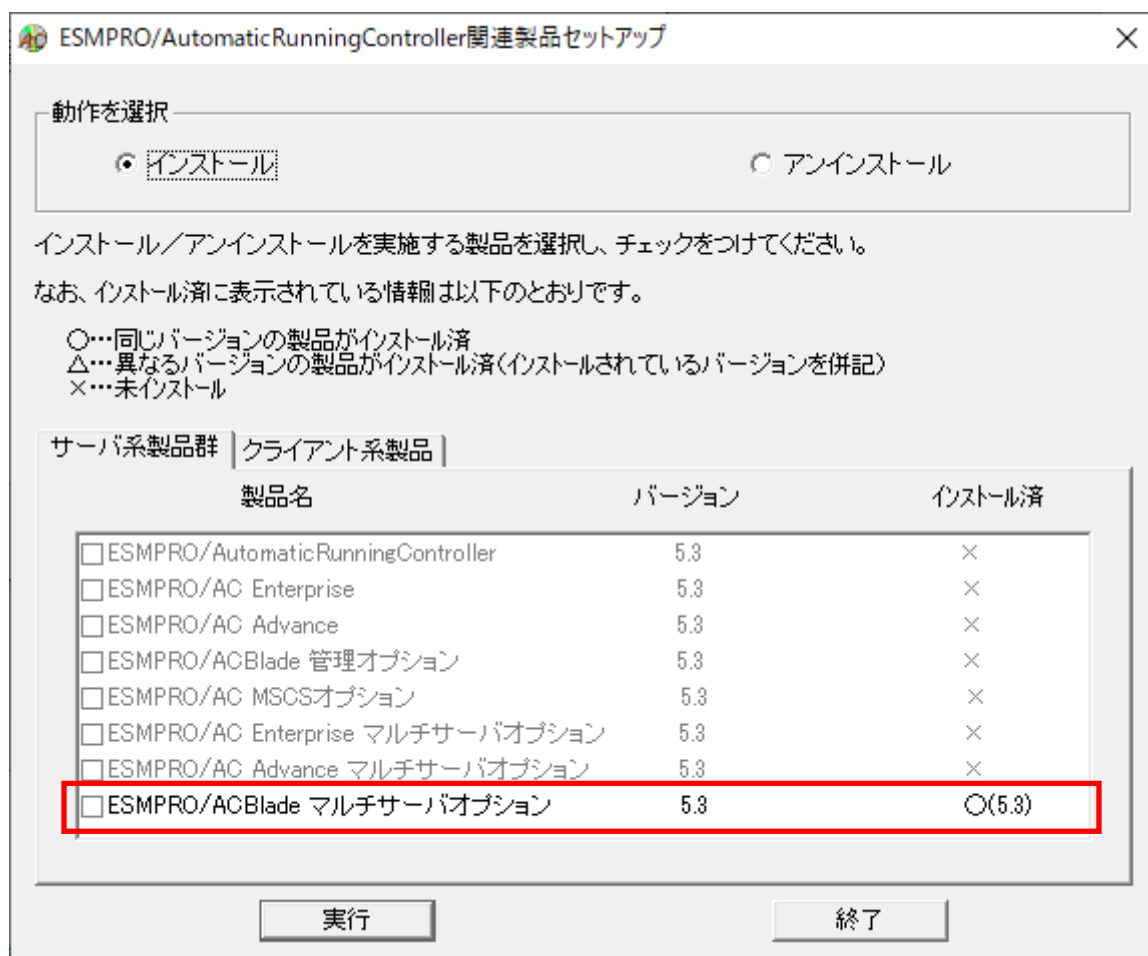 ESMPRO/AutomaticRunningController関連製品セットアップ
動作を選択
インストール アンインストール
インストール／アンインストールを実施する製品を選択し、チェックをつけてください。
なお、インストール済に表示されている情報は以下のとおりです。
○…同じバージョンの製品がインストール済
△…異なるバージョンの製品がインストール済(インストールされているバージョンを併記)
×…未インストール
サーバ系製品群 クライアント系製品
製品名 バージョン インストール済
ESMPRO/AutomaticRunningController 5.3 ×
ESMPRO/AC Enterprise 5.3 ×
ESMPRO/AC Advance 5.3 ×
ESMPRO/ACBlade 管理オプション 5.3 ×
ESMPRO/AC MSCSオプション 5.3 ×
ESMPRO/AC Enterprise マルチサーバオプション 5.3 ×
ESMPRO/AC Advance マルチサーバオプション 5.3 ×
ESMPRO/ACBlade マルチサーバオプション 5.3 ○(5.3)
実行 終了